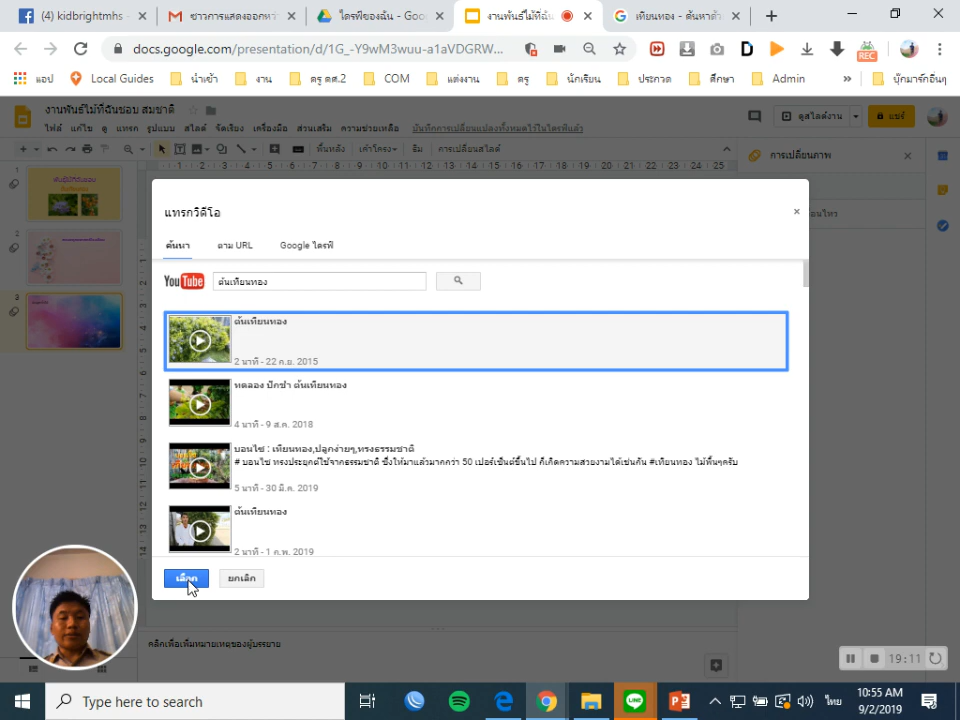 (4) kidbrightmhs -
ข่าวการแสดงออกทา
ไดรฟ์ของฉัน - Goo
งานพันธ์ไม้ที่ฉัน
เทียนทอง - ค้นหาด้ว
docs.google.com/presentation/d/1G_-Y9wM3wuu-a1aVDGRW...
REC
แอป
Local Guides
นำเข้า
งาน
ครู ดศ.2
COM
แต่งงาน
ครู
นักเรียน
ประกวด
ศึกษา
Admin
»
บุ๊กมาร์กอื่นๆ
งานพันธ์ไม้ที่ฉันชอบ สมชาติ
ไฟล์ แก้ไข ดู แทรก รูปแบบ สไลด์ จัดเรียง เครื่องมือ ส่วนเสริม ความช่วยเหลือ บันทึกการเปลี่ยนแปลงทั้งหมดไว้ในไดรฟ์แล้ว
ดูสไลด์งาน
แชร์
พื้นหลัง
เค้าโครง
ธีม
การเปลี่ยนสไลด์
การเปลี่ยนภาพ
แทรกวิดีโอ
ค้นหา
ตาม URL
Google ไดรฟ์
YouTube
ต้นเทียนทอง
ต้นเทียนทอง
2 นาที - 22 ก.ย. 2015
ทดลอง ปักชำ ต้นเทียนทอง
4 นาที - 9 ส.ค. 2018
บอนไซ : เทียนทอง,ปลูกง่ายๆ,ทรงธรรมชาติ
# บอนไซ ทรงประยุกต์ใช้จากธรรมชาติ ซึ่งให้มาแล้วมากกว่า 50 เปอร์เซ็นต์ขึ้นไป ก็เกิดความสวยงามได้เช่นกัน #เทียนทอง ไม้พื้นๆครับ
5 นาที - 30 มี.ค. 2019
ต้นเทียนทอง
2 นาที - 1 ก.พ. 2019
เลือก
ยกเลิก
คลิกเพื่อเพิ่มหมายเหตุของผู้บรรยาย
19:11
Type here to search
ไทย
10:55 AM
9/2/2019